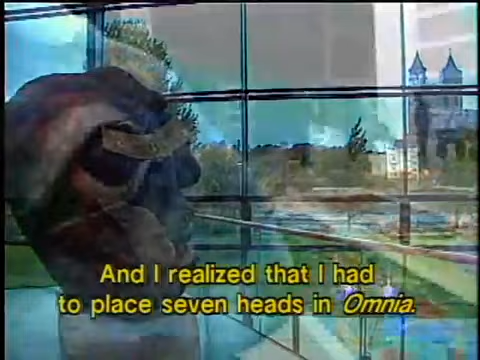 And I realized that I had
to place seven heads in Omnia.